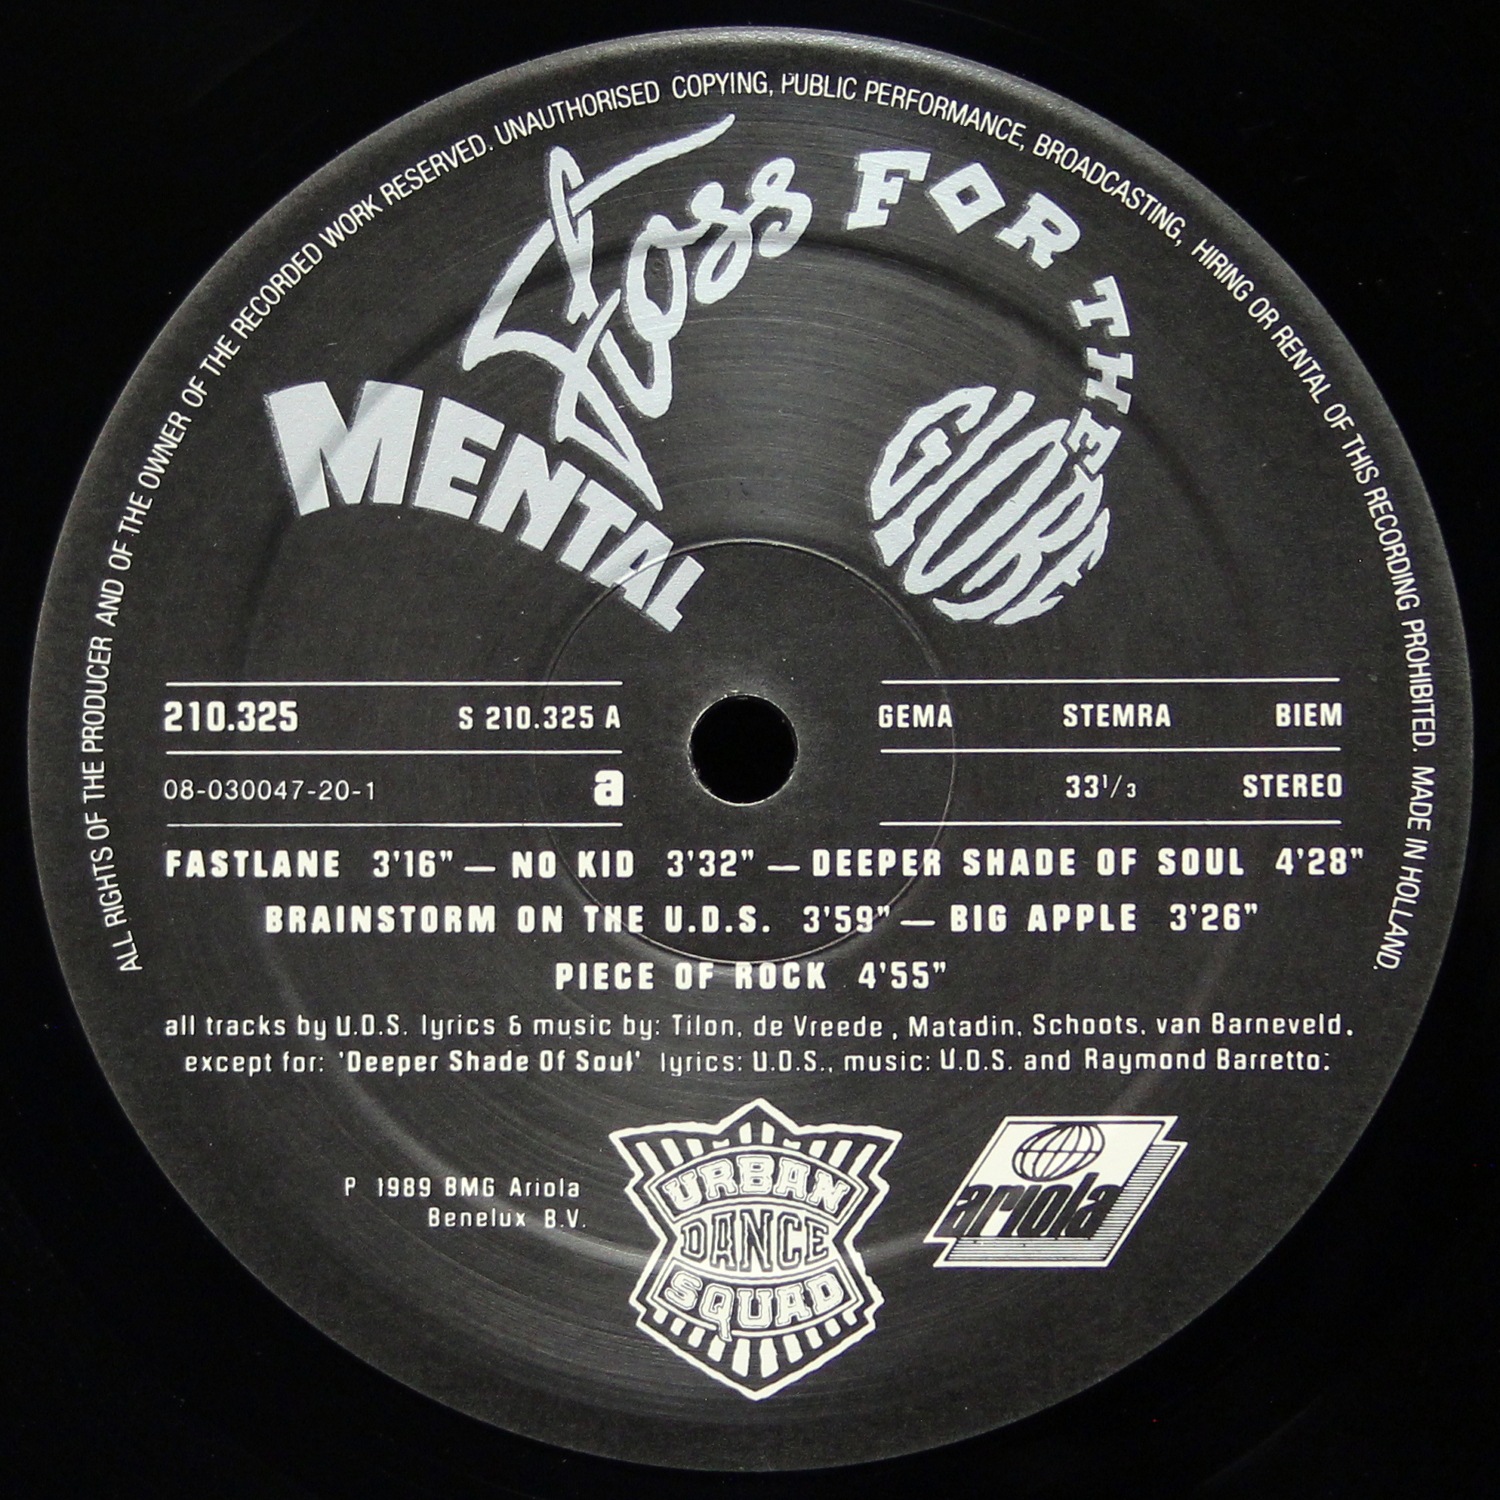 ALL RIGHTS OF THE PRODUCER AND OF THE OWNER OF THE RECORDED WORK RESERVED. UNAUTHORISED COPYING, PUBLIC PERFORMANCE, BROADCASTING, HIRING OR RENTAL OF THIS RECORDING PROHIBITED. MADE IN HOLLAND.
MENTAL Floss FOR THE GLOBE
210.325 S 210.325 A
08-030047-20-1 a
GEMA STEMRA BIEM
33 1/3 STEREO
FASTLANE 3'16" — NO KID 3'32" — DEEPER SHADE OF SOUL 4'28"
BRAINSTORM ON THE U.D.S. 3'59" — BIG APPLE 3'26"
PIECE OF ROCK 4'55"
all tracks by U.D.S. lyrics & music by: Tilon, de Vreede, Matadin, Schoots, van Barneveld.
except for: 'Deeper Shade Of Soul' lyrics: U.D.S., music: U.D.S. and Raymond Barretto:
P 1989 BMG Ariola
Benelux B.V.
URBAN
DANCE
SQUAD
ariola